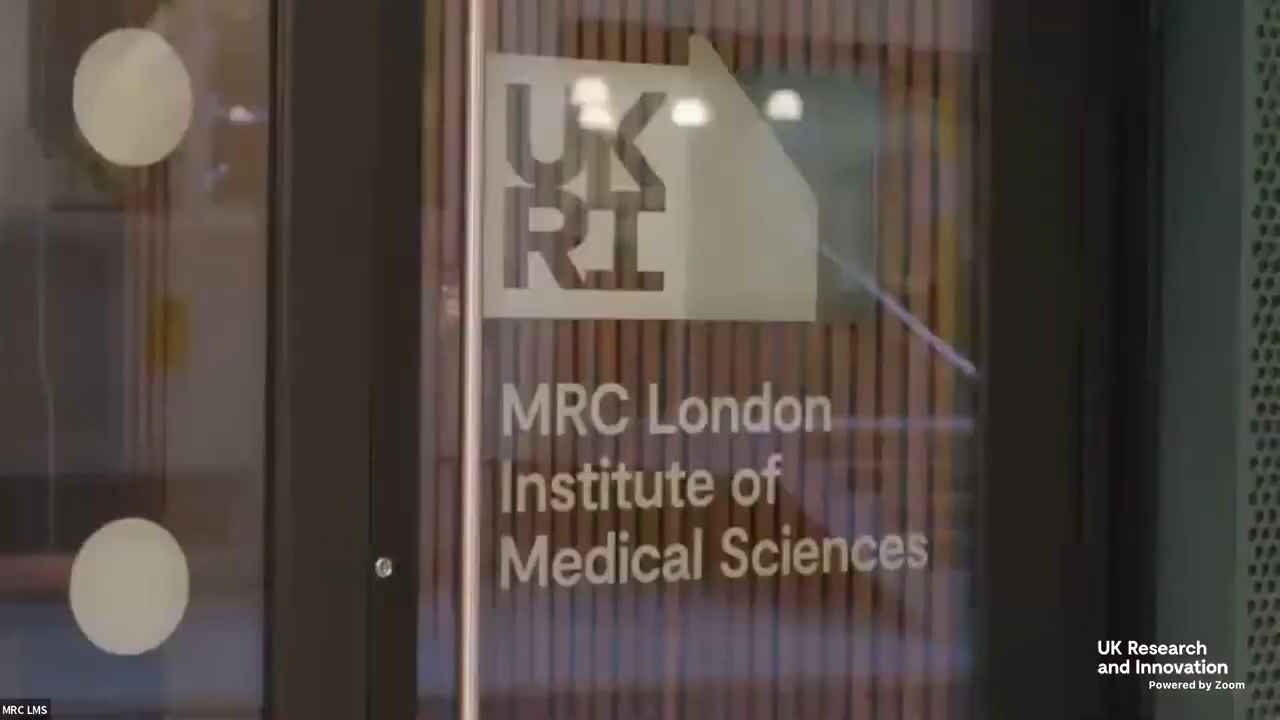 UK
RI
MRC London
Institute of
Medical Sciences
UK Research
and Innovation
Powered by Zoom
MRC LMS